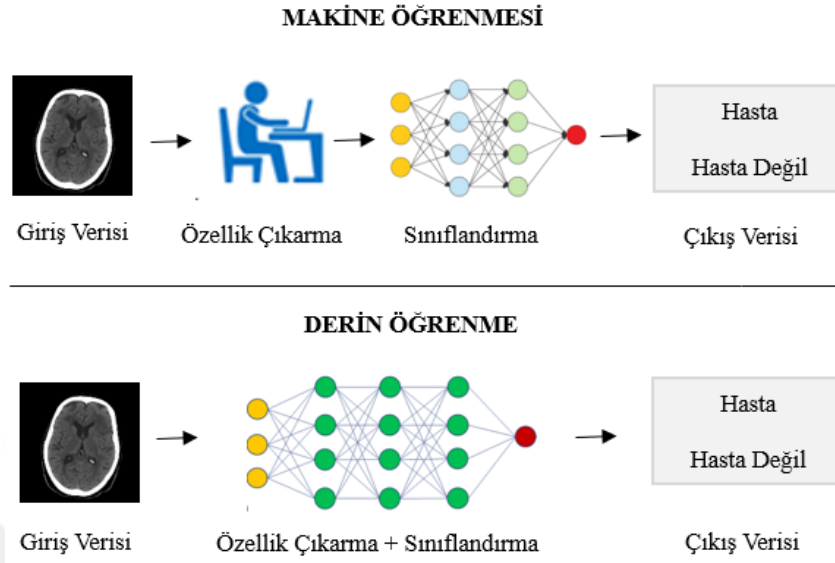 MAKİNE ÖĞRENMESİ
Hasta
Hasta Değil
Giriş Verisi
Özellik Çıkarma
Sınıflandırma
Çıkış Verisi
DERİN ÖĞRENME
Hasta
Hasta Değil
Giriş Verisi
Özellik Çıkarma + Sınıflandırma
Çıkış Verisi